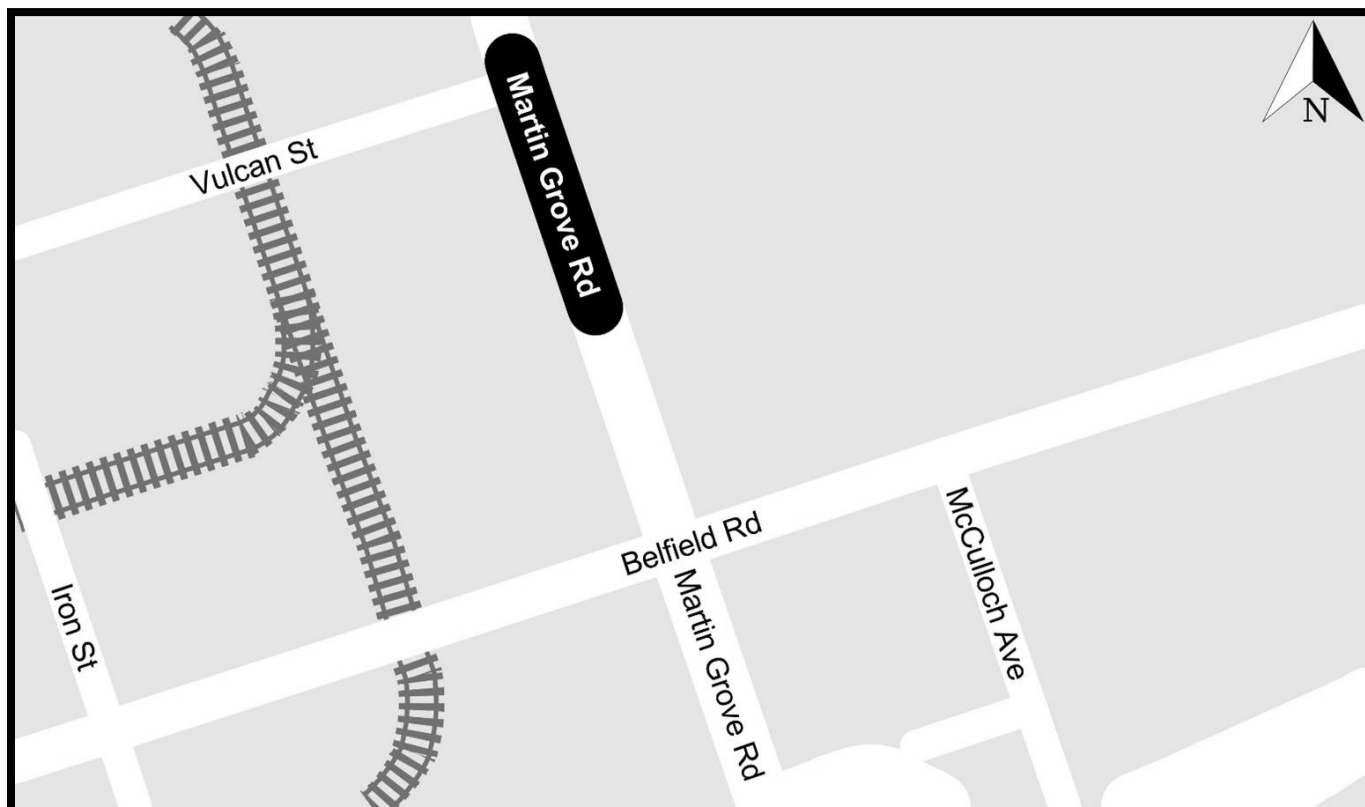 Martin Grove Rd
N
Vulcan St
Belfield Rd
McCulloch Ave
Iron St
Martin Grove Rd